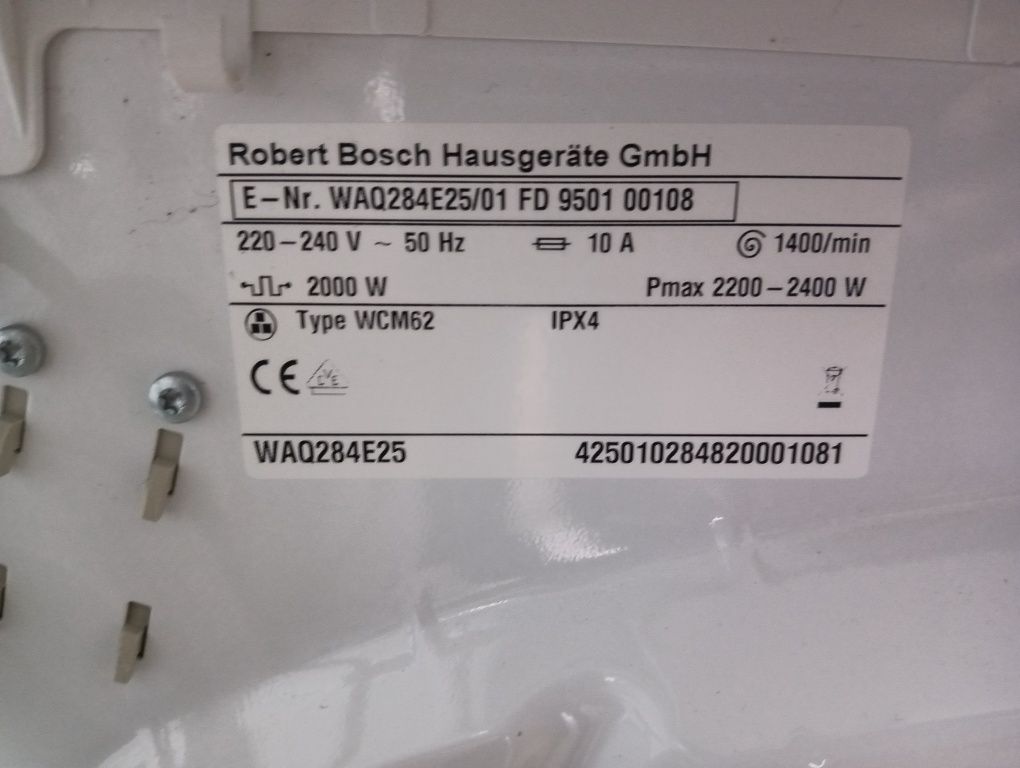 Robert Bosch Hausgeräte GmbH
E-Nr. WAQ284E25/01 FD 9501 00108
220-240 V ~ 50 Hz 10 A 1400/min
2000 W Pmax 2200-2400 W
Type WCM62 IPX4
CE
WAQ284E25 425010284820001081